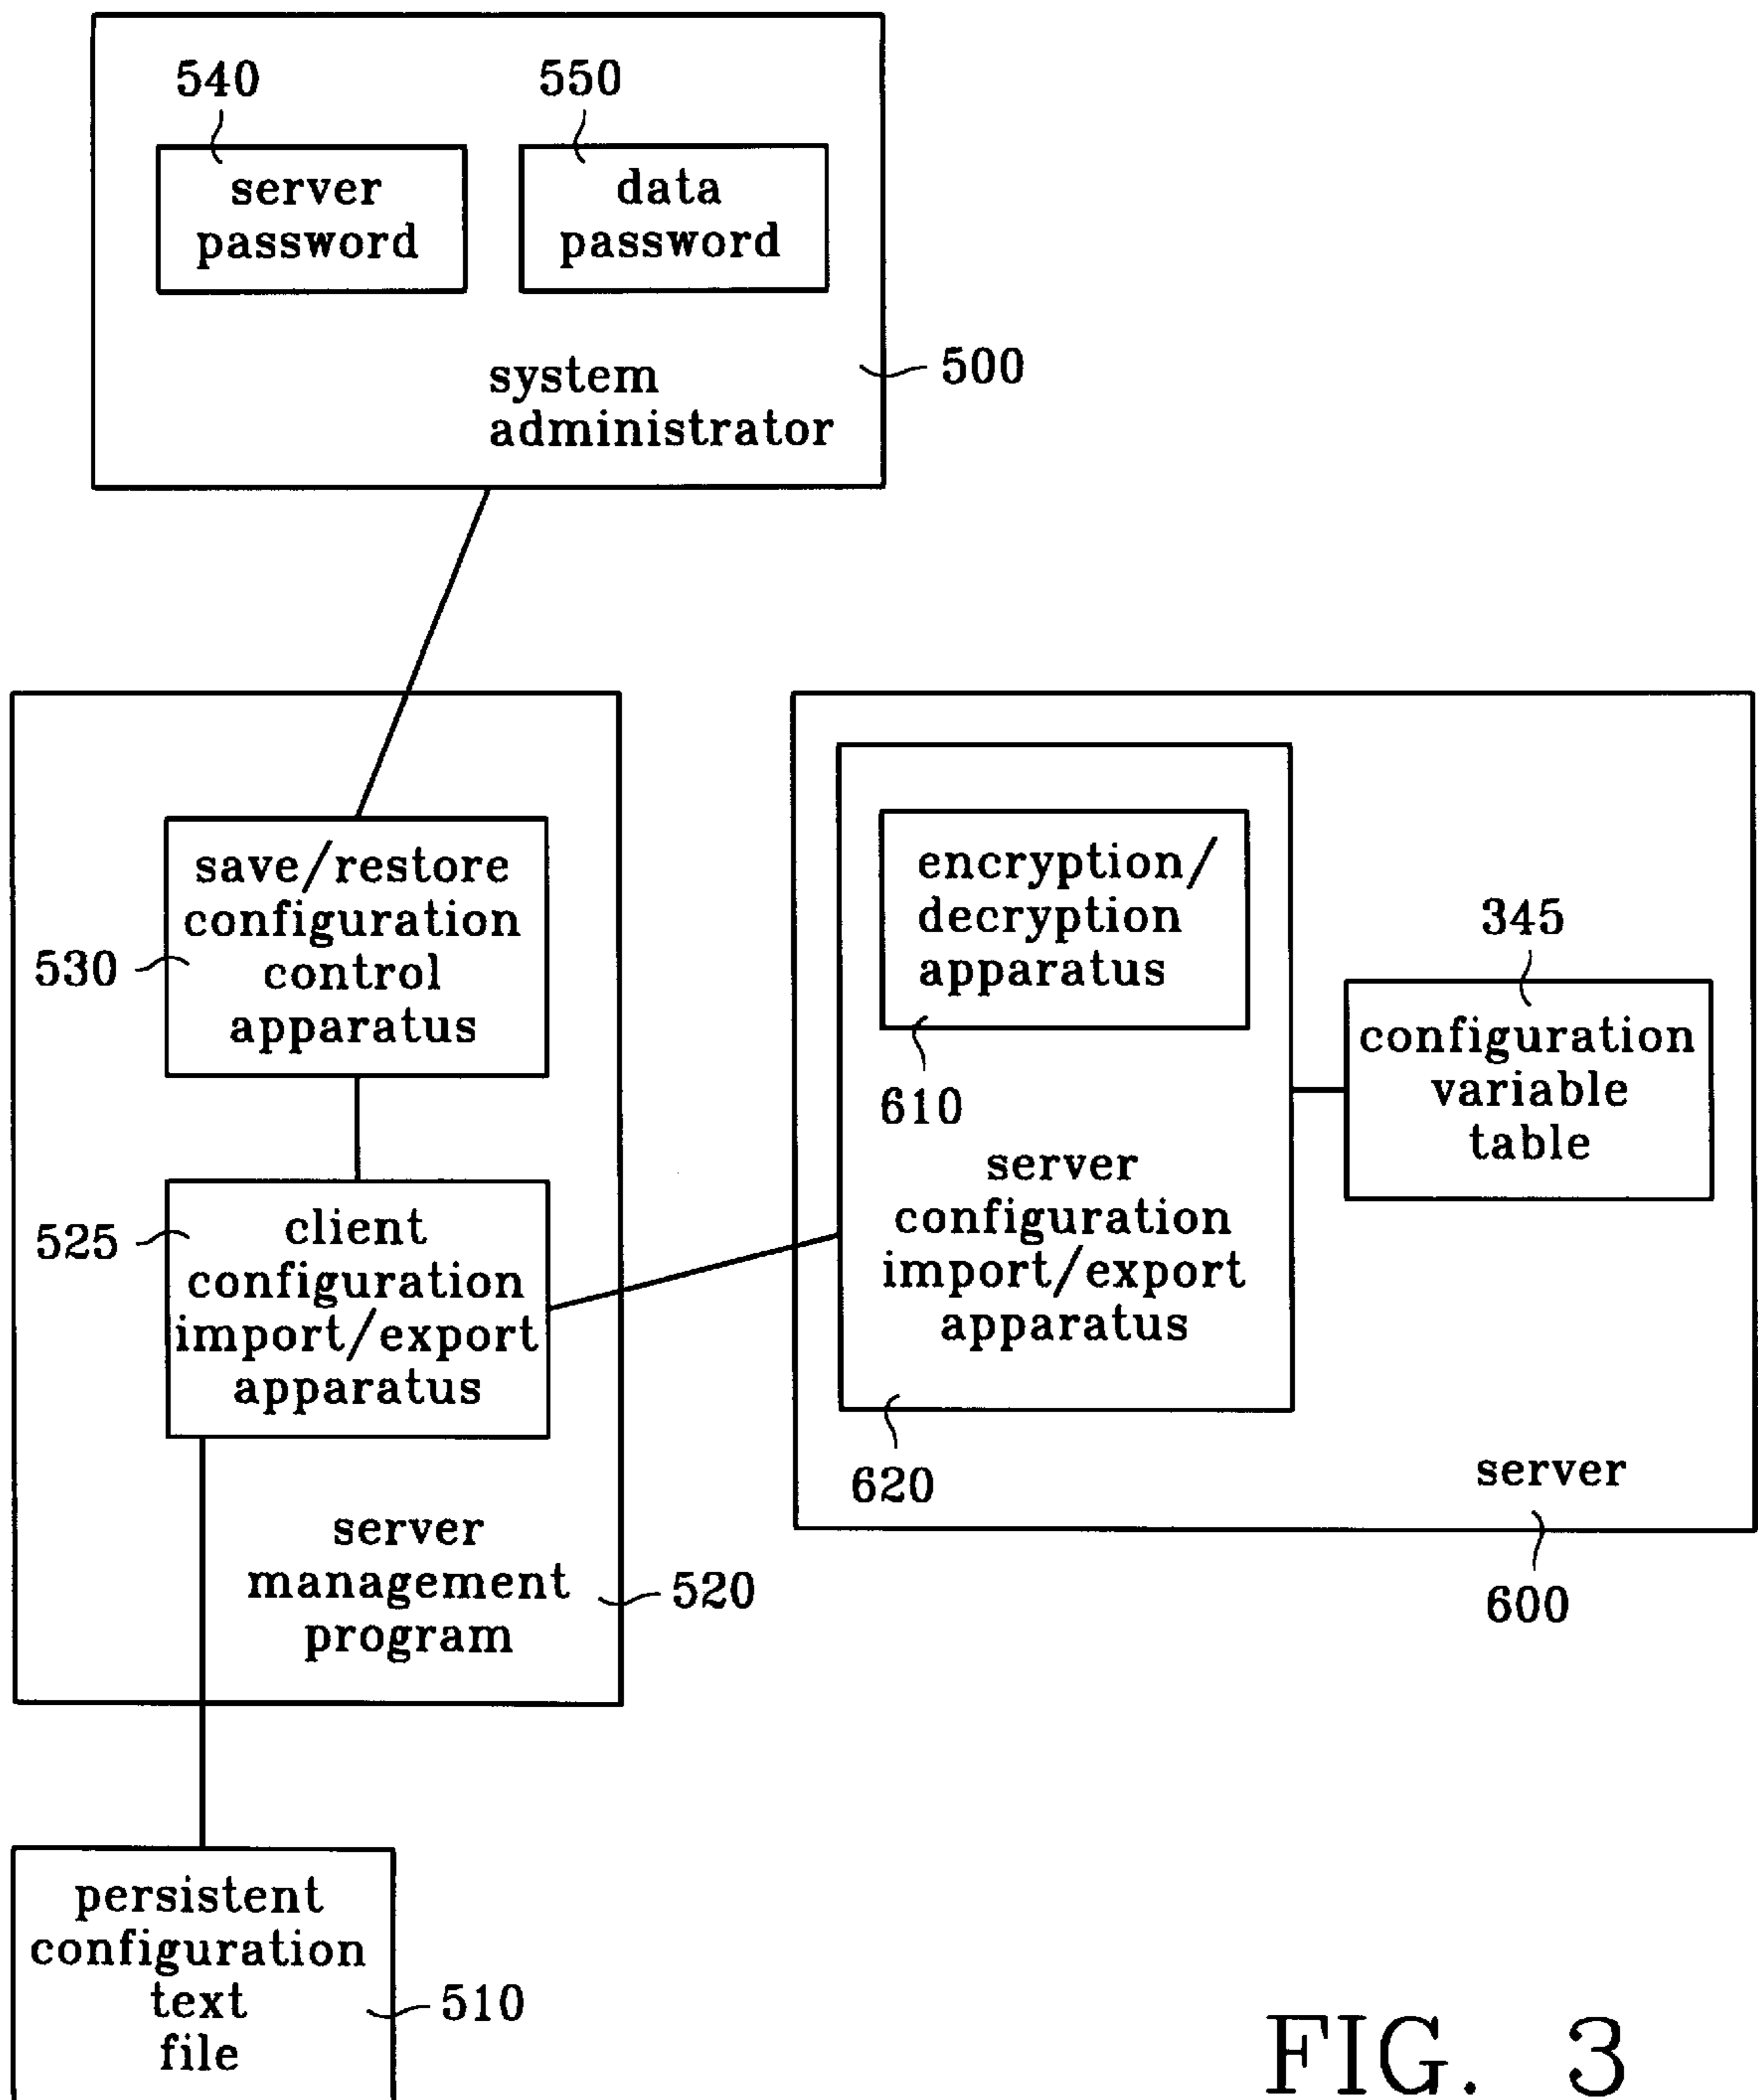 540
550
server
password
data
password
500
system
administrator
save/restore
configuration
control
apparatus
530
client
configuration
import/export
apparatus
525
server
management
program
520
encryption/
decryption
apparatus
610
server
configuration
import/export
apparatus
620
345
configuration
variable
table
server
600
persistent
configuration
text
file
510
FIG. 3